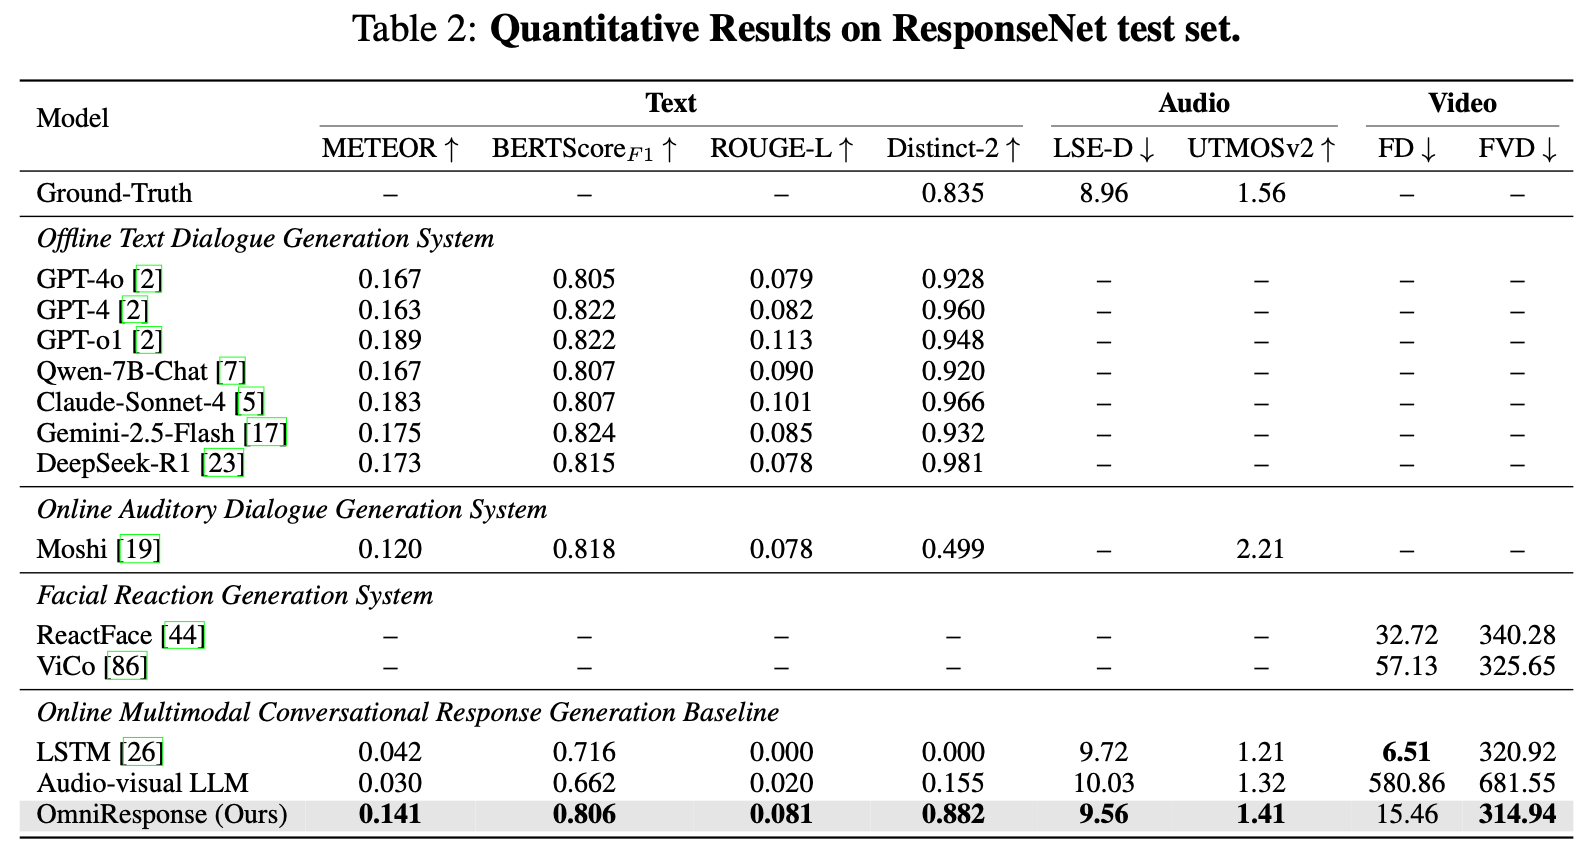 Table 2: Quantitative Results on ResponseNet test set.
Model Text Audio Video
METEOR ↑ BERTScore_F1 ↑ ROUGE-L ↑ Distinct-2 ↑ LSE-D ↓ UTMOSv2 ↑ FD ↓ FVD ↓
Ground-Truth – – – 0.835 8.96 1.56 – –
Offline Text Dialogue Generation System
GPT-4o [2] 0.167 0.805 0.079 0.928 – – – –
GPT-4 [2] 0.163 0.822 0.082 0.960 – – – –
GPT-o1 [2] 0.189 0.822 0.113 0.948 – – – –
Qwen-7B-Chat [7] 0.167 0.807 0.090 0.920 – – – –
Claude-Sonnet-4 [5] 0.183 0.807 0.101 0.966 – – – –
Gemini-2.5-Flash [17] 0.175 0.824 0.085 0.932 – – – –
DeepSeek-R1 [23] 0.173 0.815 0.078 0.981 – – – –
Online Auditory Dialogue Generation System
Moshi [19] 0.120 0.818 0.078 0.499 – 2.21 – –
Facial Reaction Generation System
ReactFace [44] – – – – – – 32.72 340.28
ViCo [86] – – – – – – 57.13 325.65
Online Multimodal Conversational Response Generation Baseline
LSTM [26] 0.042 0.716 0.000 0.000 9.72 1.21 6.51 320.92
Audio-visual LLM 0.030 0.662 0.020 0.155 10.03 1.32 580.86 681.55
OmniResponse (Ours) 0.141 0.806 0.081 0.882 9.56 1.41 15.46 314.94